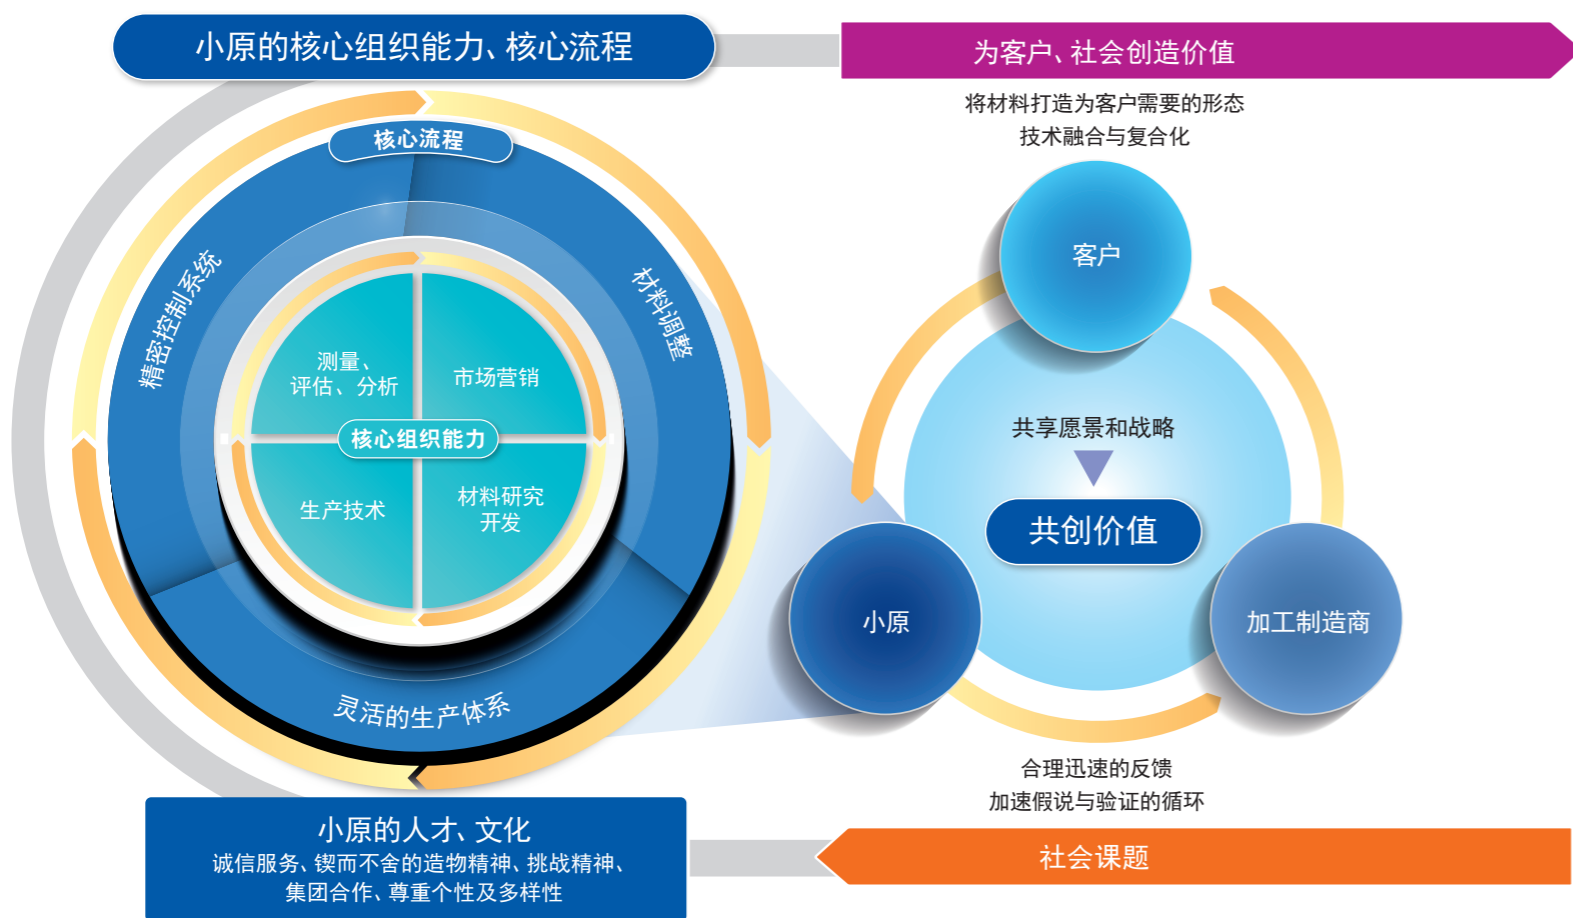 小原的核心组织能力、核心流程
为客户、社会创造价值
将材料打造为客户需要的形态
技术融合与复合化
核心流程
精密控制系统
材料调整
灵活的生产体系
测量、
评估、分析
市场营销
核心组织能力
生产技术
材料研究
开发
客户
共享愿景和战略
共创价值
小原
加工制造商
合理迅速的反馈
加速假说与验证的循环
小原的人才、文化
诚信服务、锲而不舍的造物精神、挑战精神、
集团合作、尊重个性及多样性
社会课题